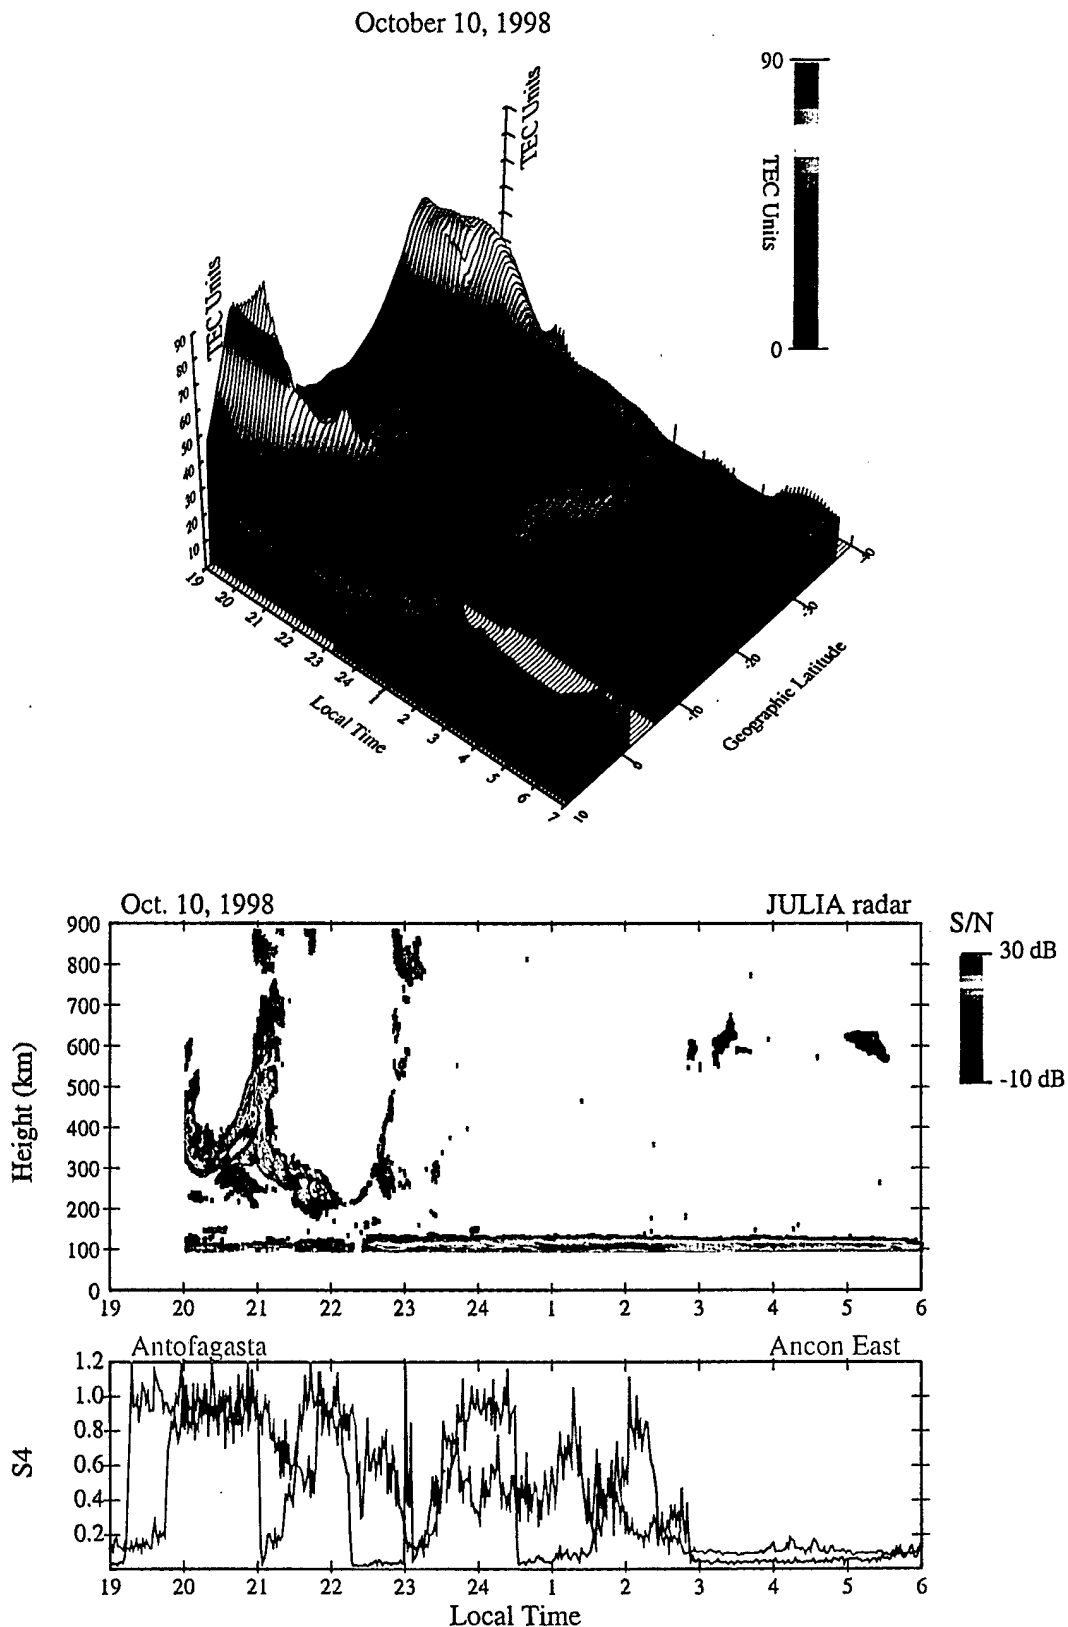 October 10, 1998
90
TEC Units
0
TEC Units
TEC Units
90
80
70
60
50
40
30
20
10
19
20
21
22
23
24
1
2
3
4
5
6
7
Local Time
10
0
-10
-20
-30
-40
Geographic Latitude
Oct. 10, 1998 JULIA radar
S/N
30 dB
-10 dB
Height (km)
900
800
700
600
500
400
300
200
100
0
19 20 21 22 23 24 1 2 3 4 5 6
Antofagasta Ancon East
S4
1.2
1.0
0.8
0.6
0.4
0.2
19 20 21 22 23 24 1 2 3 4 5 6
Local Time